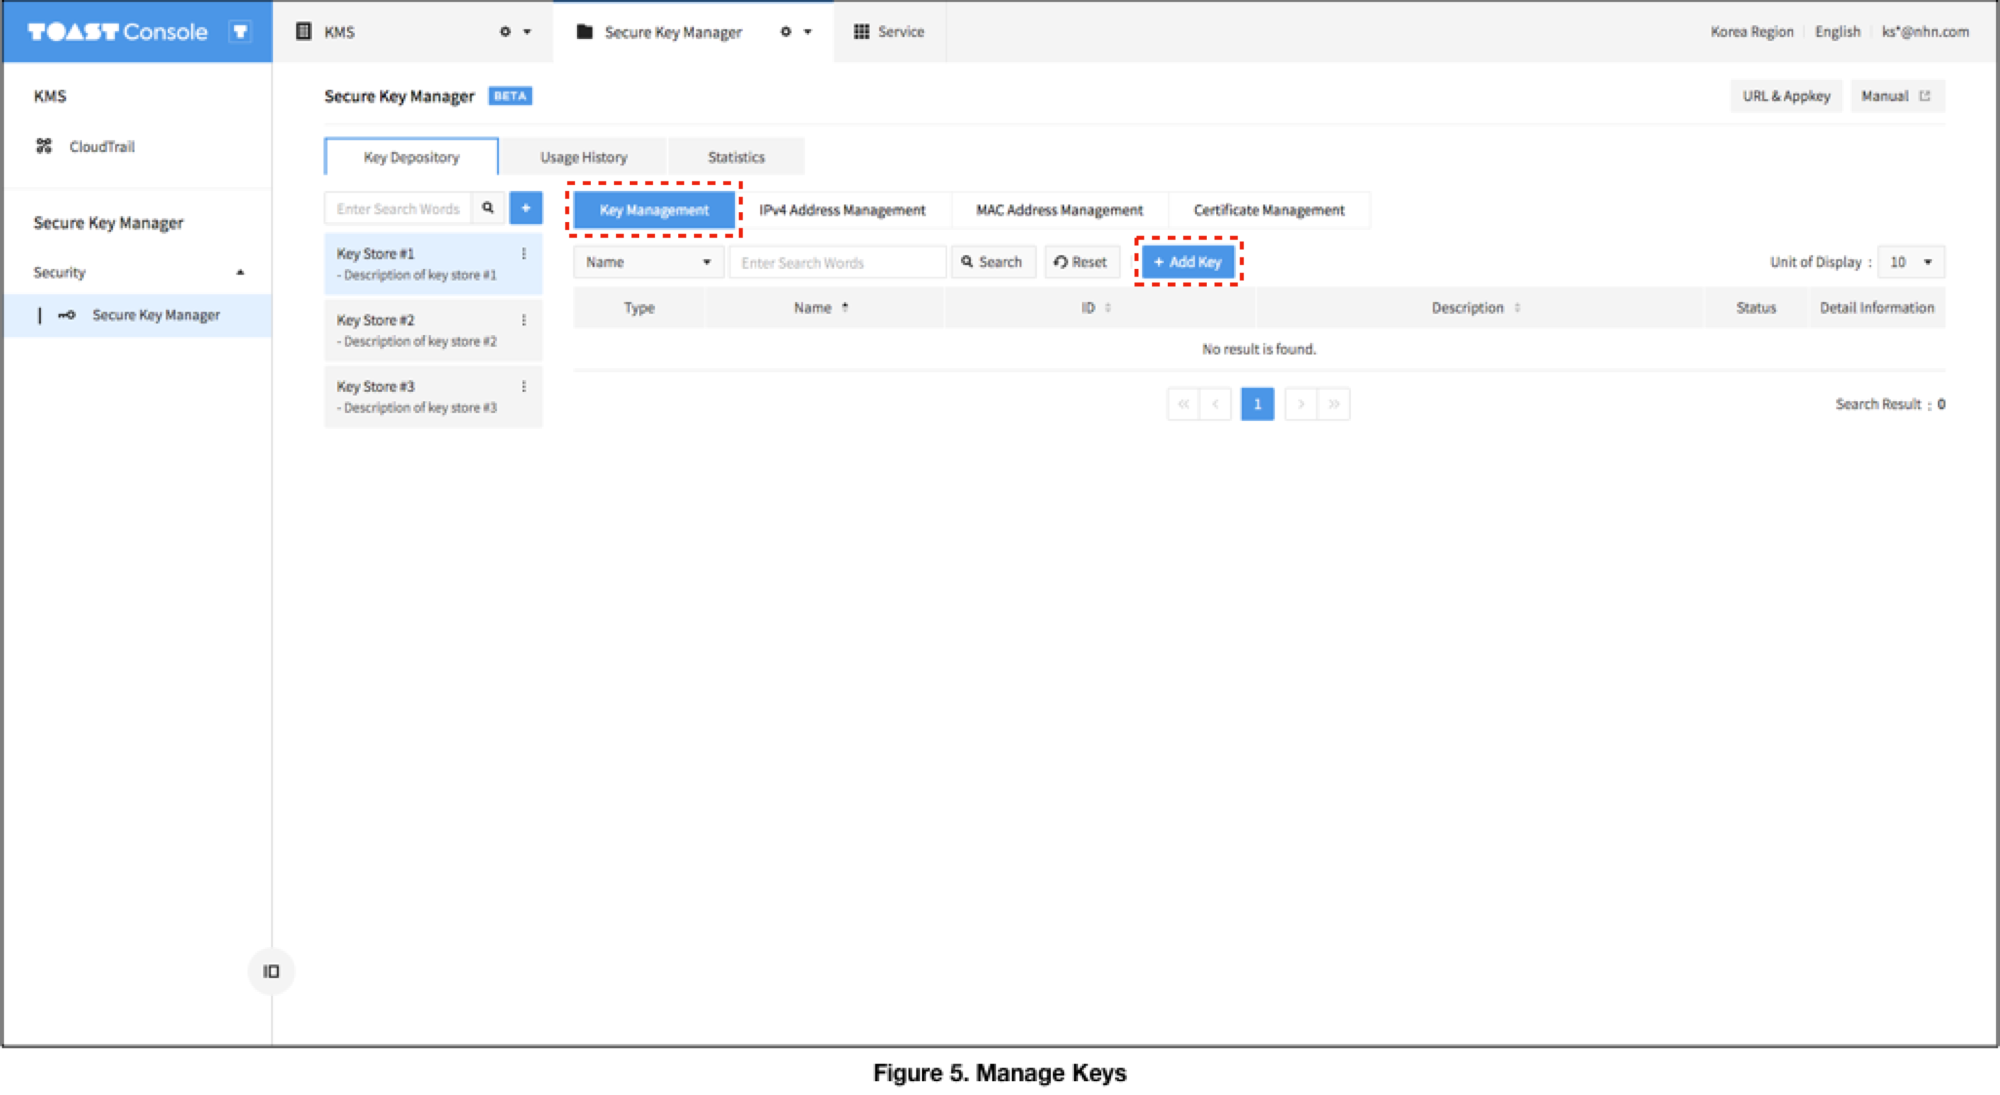 TOAST Console
KMS
Secure Key Manager
Service
Korea Region
English
ks*@nhn.com
KMS
CloudTrail
Secure Key Manager
Security
Secure Key Manager
Secure Key Manager BETA
URL & Appkey
Manual
Key Depository
Usage History
Statistics
Enter Search Words
+
Key Store #1
- Description of key store #1
Key Store #2
- Description of key store #2
Key Store #3
- Description of key store #3
Key Management
IPv4 Address Management
MAC Address Management
Certificate Management
Name
Enter Search Words
Search
Reset
+ Add Key
Unit of Display : 10
Type Name ID Description Status Detail Information
No result is found.
« < 1 > »
Search Result : 0
Figure 5. Manage Keys